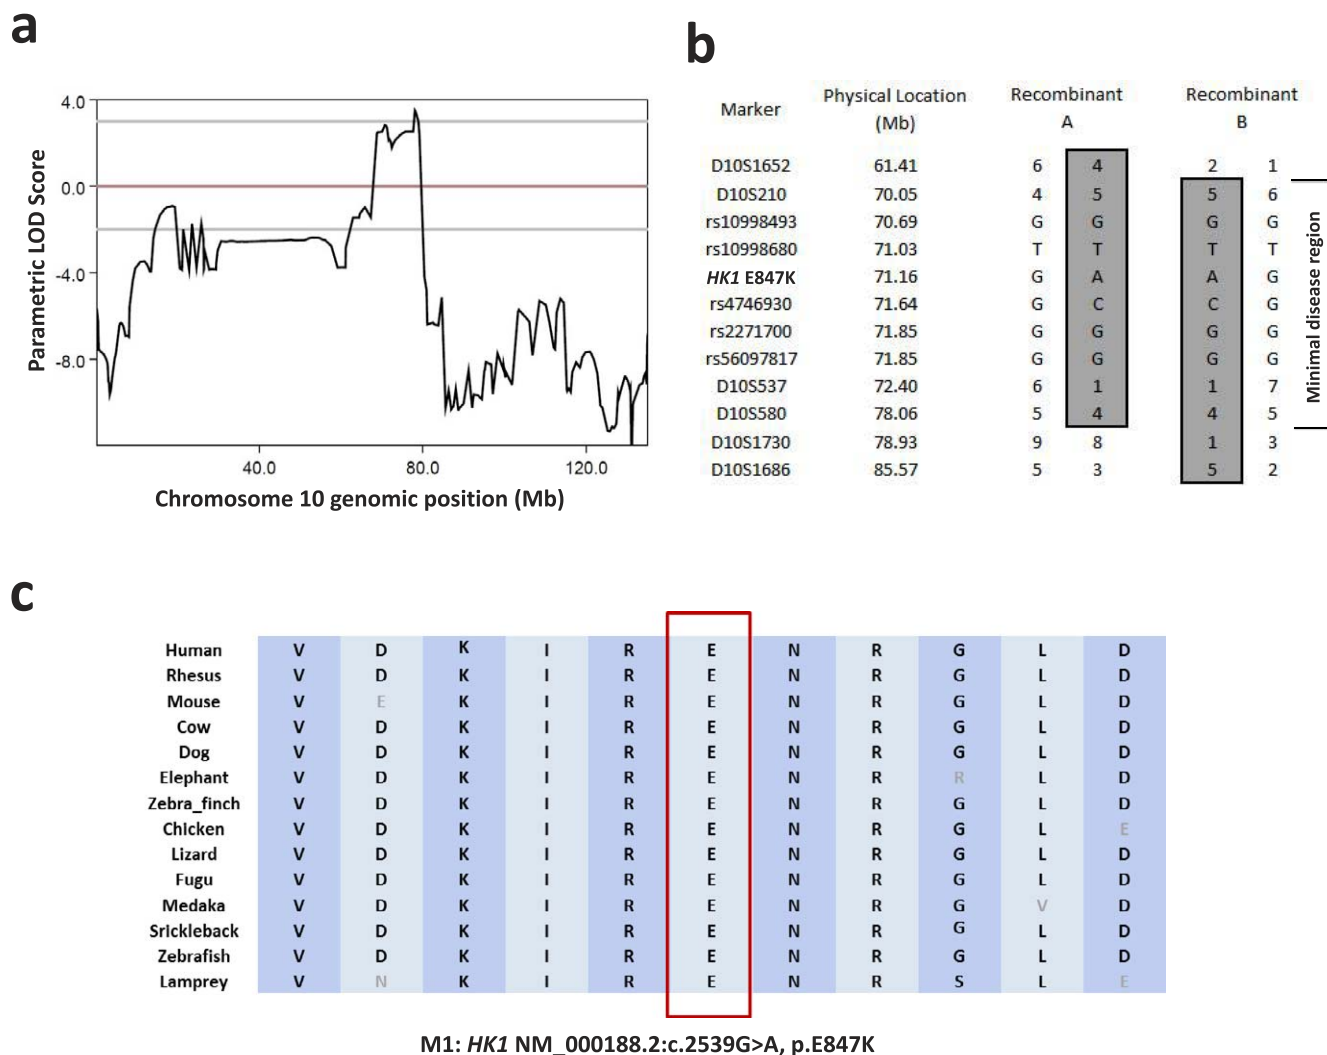 a
4.0
0.0
-4.0
-8.0
Parametric LOD Score
40.0 80.0 120.0
Chromosome 10 genomic position (Mb)
b
Marker Physical Location (Mb) Recombinant A Recombinant B
D10S1652 61.41 6 4 2 1
D10S210 70.05 4 5 5 6
rs10998493 70.69 G G G G
rs10998680 71.03 T T T T
HK1 E847K 71.16 G A A G
rs4746930 71.64 G C C G
rs2271700 71.85 G G G G
rs56097817 71.85 G G G G
D10S537 72.40 6 1 1 7
D10S580 78.06 5 4 4 5
D10S1730 78.93 9 8 1 3
D10S1686 85.57 5 3 5 2
Minimal disease region
c
Human V D K I R E N R G L D
Rhesus V D K I R E N R G L D
Mouse V E K I R E N R G L D
Cow V D K I R E N R G L D
Dog V D K I R E N R G L D
Elephant V D K I R E N R R L D
Zebra_finch V D K I R E N R G L D
Chicken V D K I R E N R G L E
Lizard V D K I R E N R G L D
Fugu V D K I R E N R G L D
Medaka V D K I R E N R G V D
Srickleback V D K I R E N R G L D
Zebrafish V D K I R E N R G L D
Lamprey V N K I R E N R S L E
M1: HK1 NM_000188.2:c.2539G>A, p.E847K